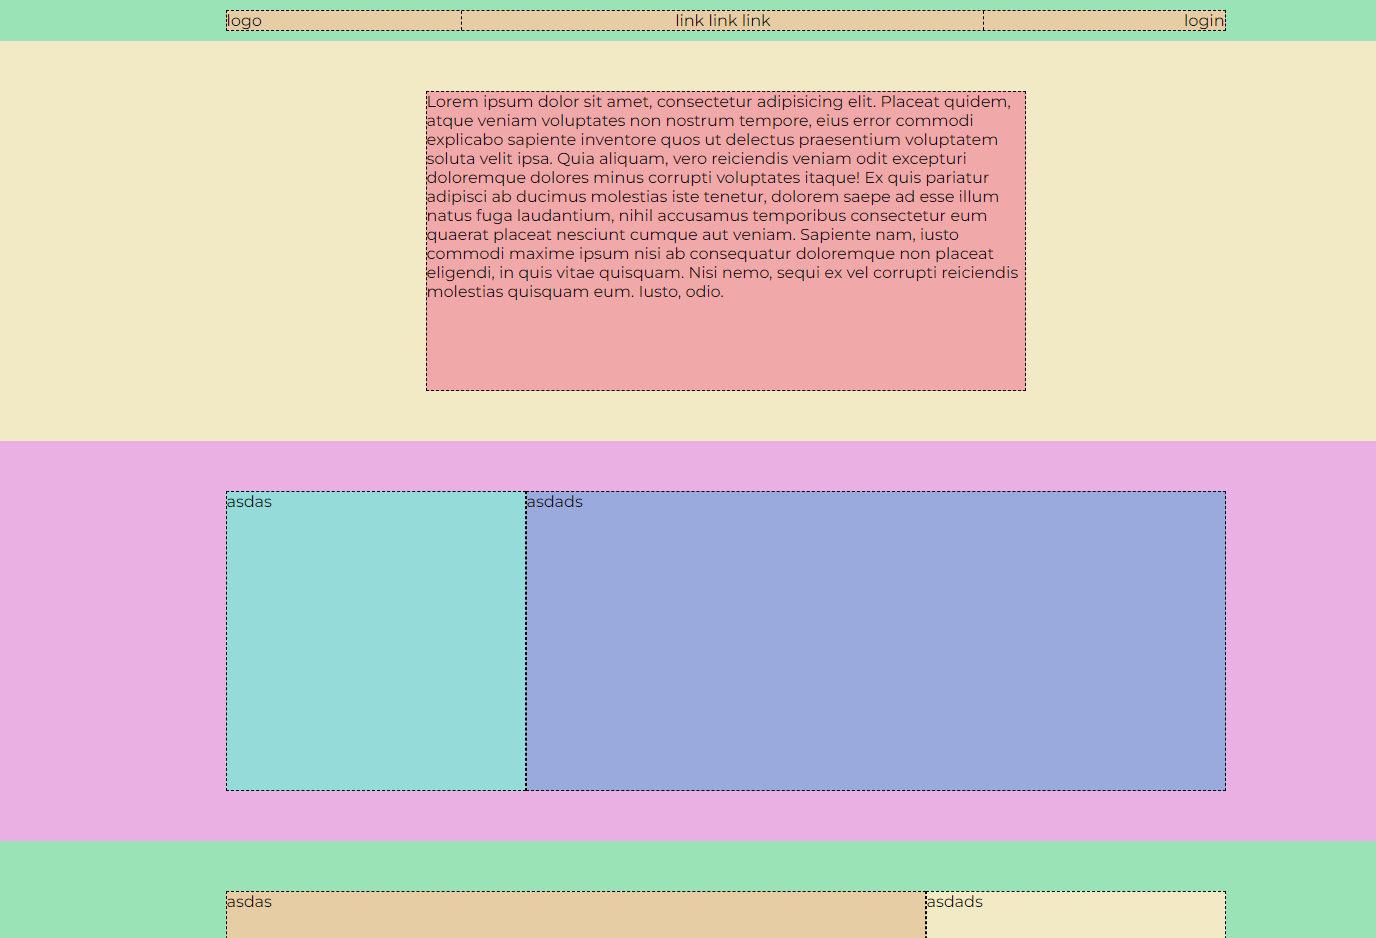 logo link link link login
Lorem ipsum dolor sit amet, consectetur adipisicing elit. Placeat quidem,
atque veniam voluptates non nostrum tempore, eius error commodi
explicabo sapiente inventore quos ut delectus praesentium voluptatem
soluta velit ipsa. Quia aliquam, vero reiciendis veniam odit excepturi
doloremque dolores minus corrupti voluptates itaque! Ex quis pariatur
adipisci ab ducimus molestias iste tenetur, dolorem saepe ad esse illum
natus fuga laudantium, nihil accusamus temporibus consectetur eum
quaerat placeat nesciunt cumque aut veniam. Sapiente nam, iusto
commodi maxime ipsum nisi ab consequatur doloremque non placeat
eligendi, in quis vitae quisquam. Nisi nemo, sequi ex vel corrupti reiciendis
molestias quisquam eum. Iusto, odio.
asdas asdads
asdas asdads